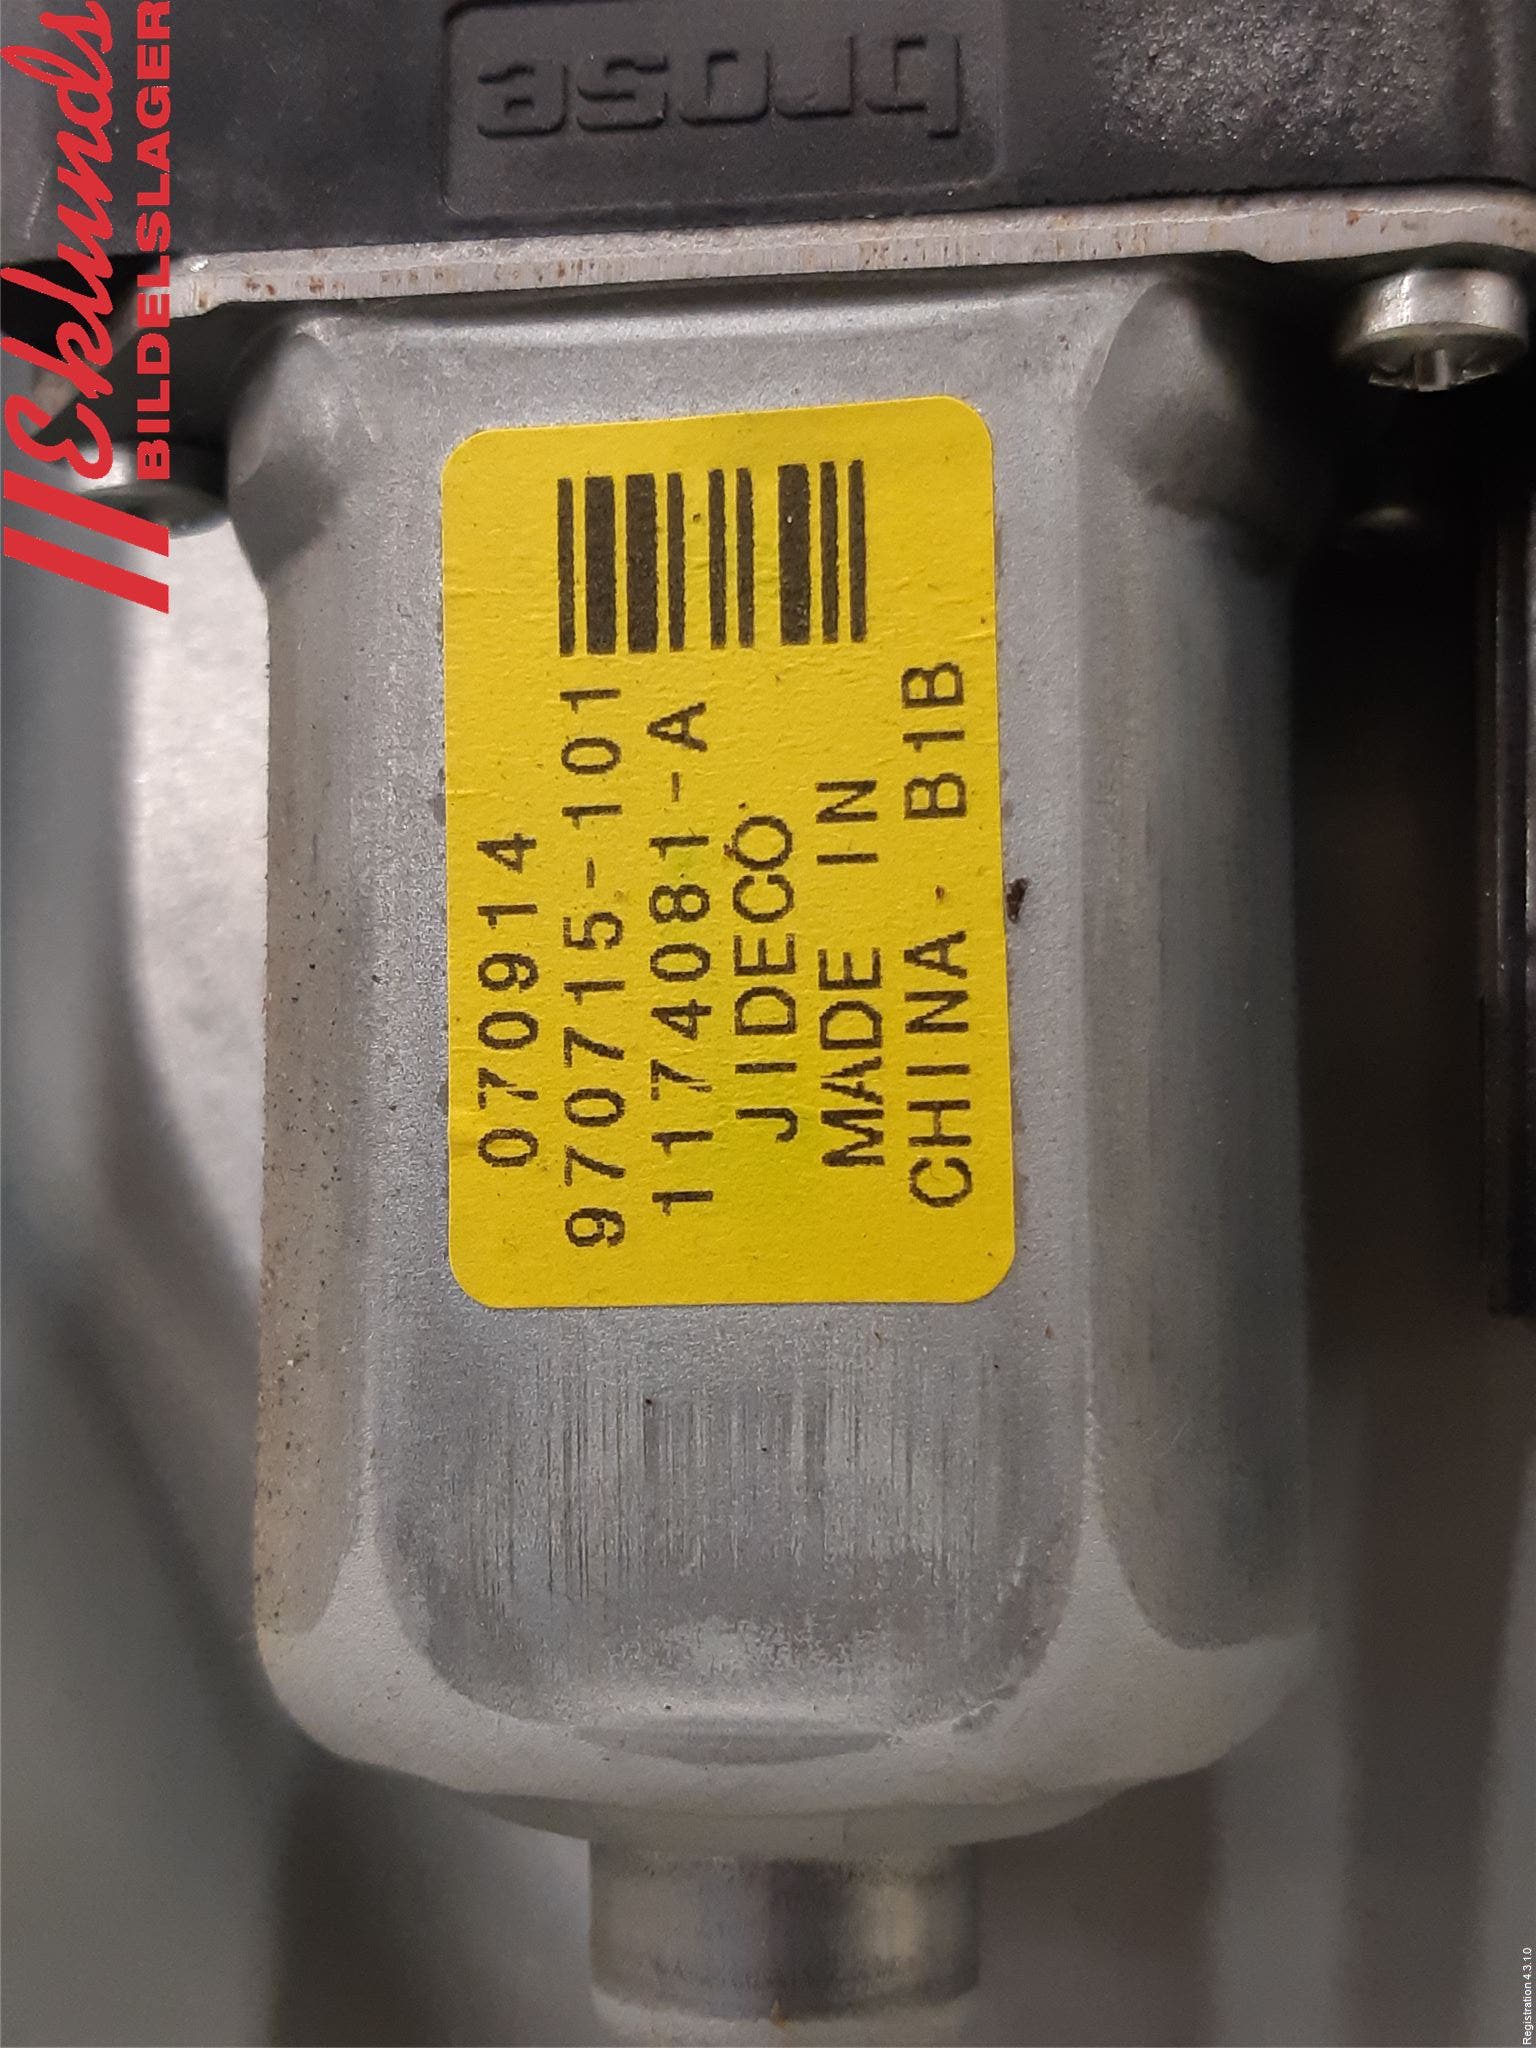 brose
Eklunds
BILDELSLAGER
070914
970715-101
1174081-A
JIDECO
MADE IN
CHINA. B1B
Registration 4.3.1.0